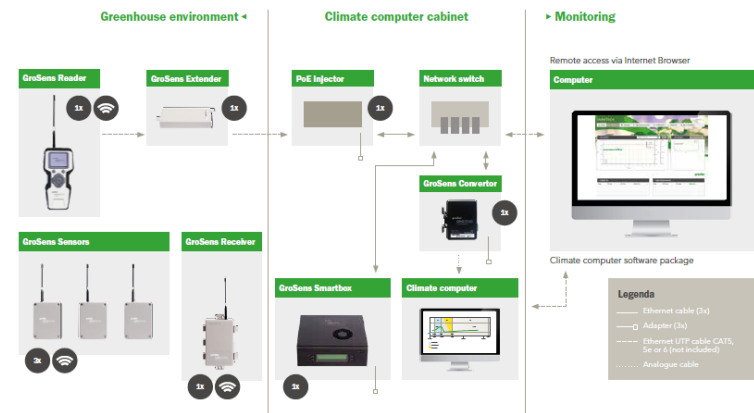 Greenhouse environment
Climate computer cabinet
Monitoring
Remote access via Internet Browser
GroSens Reader
GroSens Extender
PoE Injector
Network switch
Computer
1x
1x
1x
GroSens Convertor
1x
GroSens Sensors
GroSens Receiver
Climate computer software package
GroSens Smartbox
Climate computer
Legenda
Ethernet cable (3x)
Adapter (3x)
Ethernet UTP cable CAT5,
5e or 6 (not included)
Analogue cable
3x
1x
1x